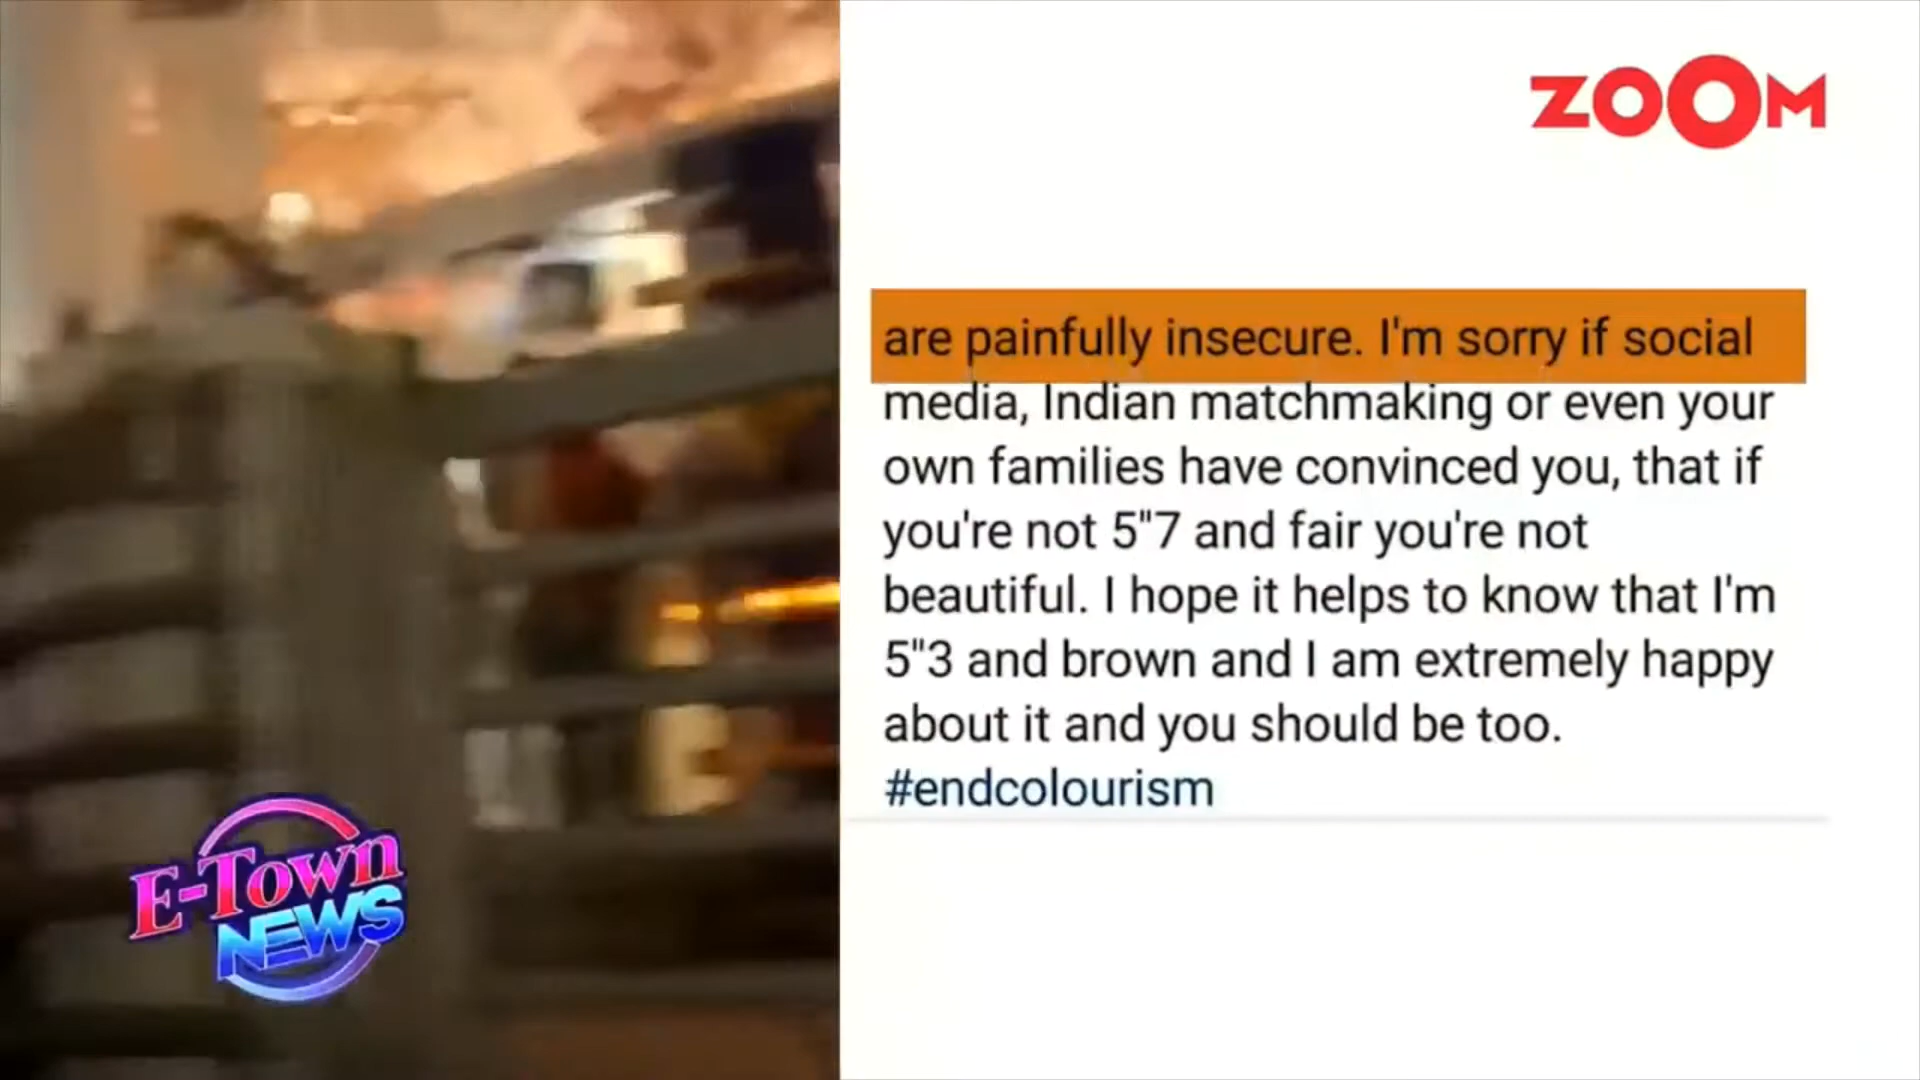 ZOOM
are painfully insecure. I'm sorry if social
media, Indian matchmaking or even your
own families have convinced you, that if
you're not 5"7 and fair you're not
beautiful. I hope it helps to know that I'm
5"3 and brown and I am extremely happy
about it and you should be too.
#endcolourism
E-TOWN
NEWS